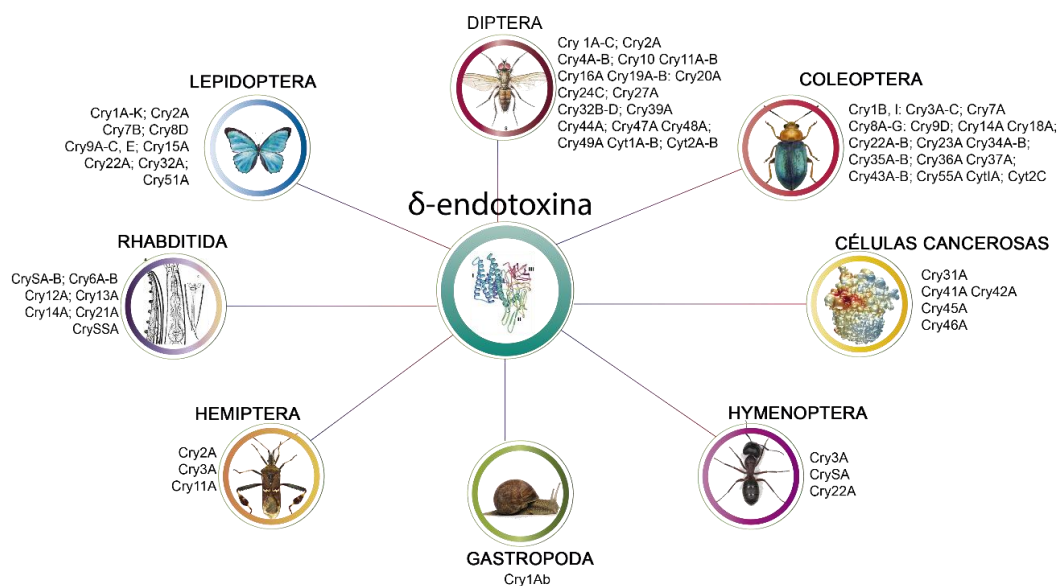 DIPTERA
Cry 1A-C; Cry2A
Cry4A-B; Cry10 Cry11A-B
Cry16A Cry19A-B: Cry20A
Cry24C; Cry27A
Cry32B-D; Cry39A
Cry44A; Cry47A Cry48A;
Cry49A Cyt1A-B; Cyt2A-B
LEPIDOPTERA
Cry1A-K; Cry2A
Cry7B; Cry8D
Cry9A-C, E; Cry15A
Cry22A; Cry32A;
Cry51A
COLEOPTERA
Cry1B, I: Cry3A-C; Cry7A
Cry8A-G: Cry9D; Cry14A Cry18A;
Cry22A-B; Cry23A Cry34A-B;
Cry35A-B; Cry36A Cry37A;
Cry43A-B; Cry55A CytlA; Cyt2C
δ-endotoxina
I
III
II
RHABDITIDA
CrySA-B; Cry6A-B
Cry12A; Cry13A
Cry14A; Cry21A
CrySSA
CÉLULAS CANCEROSAS
Cry31A
Cry41A Cry42A
Cry45A
Cry46A
HEMIPTERA
Cry2A
Cry3A
Cry11A
HYMENOPTERA
Cry3A
CrySA
Cry22A
GASTROPODA
Cry1Ab